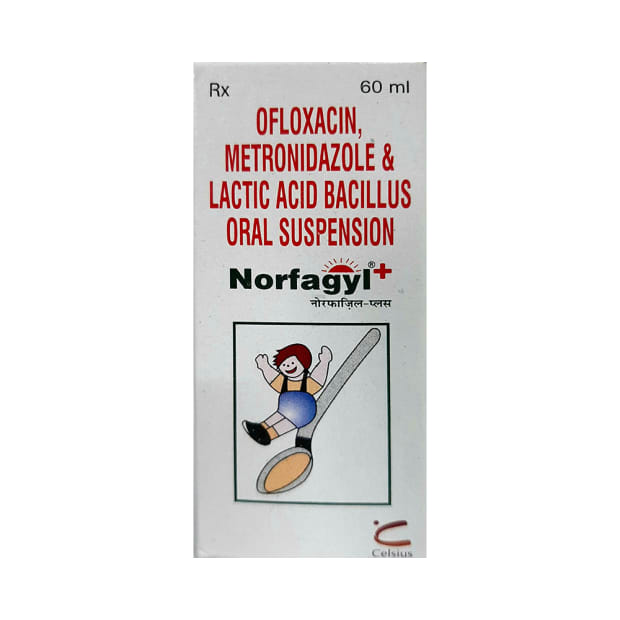 Rx
60 ml
OFLOXACIN,
METRONIDAZOLE &
LACTIC ACID BACILLUS
ORAL SUSPENSION
Norfagyl®+
नोरफाज़िल-प्लस
Celsius